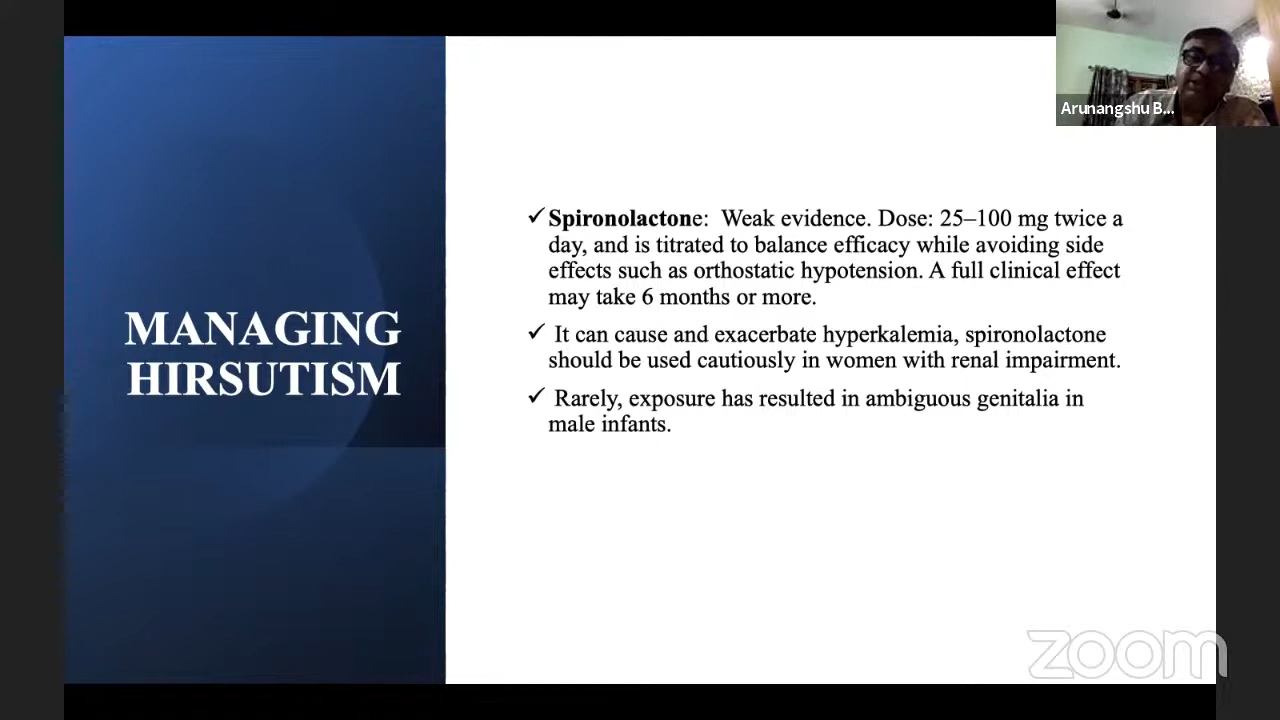 Arunangshu B...
MANAGING
HIRSUTISM
✓ Spironolactone:  Weak evidence. Dose: 25–100 mg twice a
day, and is titrated to balance efficacy while avoiding side
effects such as orthostatic hypotension. A full clinical effect
may take 6 months or more.
✓ It can cause and exacerbate hyperkalemia, spironolactone
should be used cautiously in women with renal impairment.
✓ Rarely, exposure has resulted in ambiguous genitalia in
male infants.
zoom